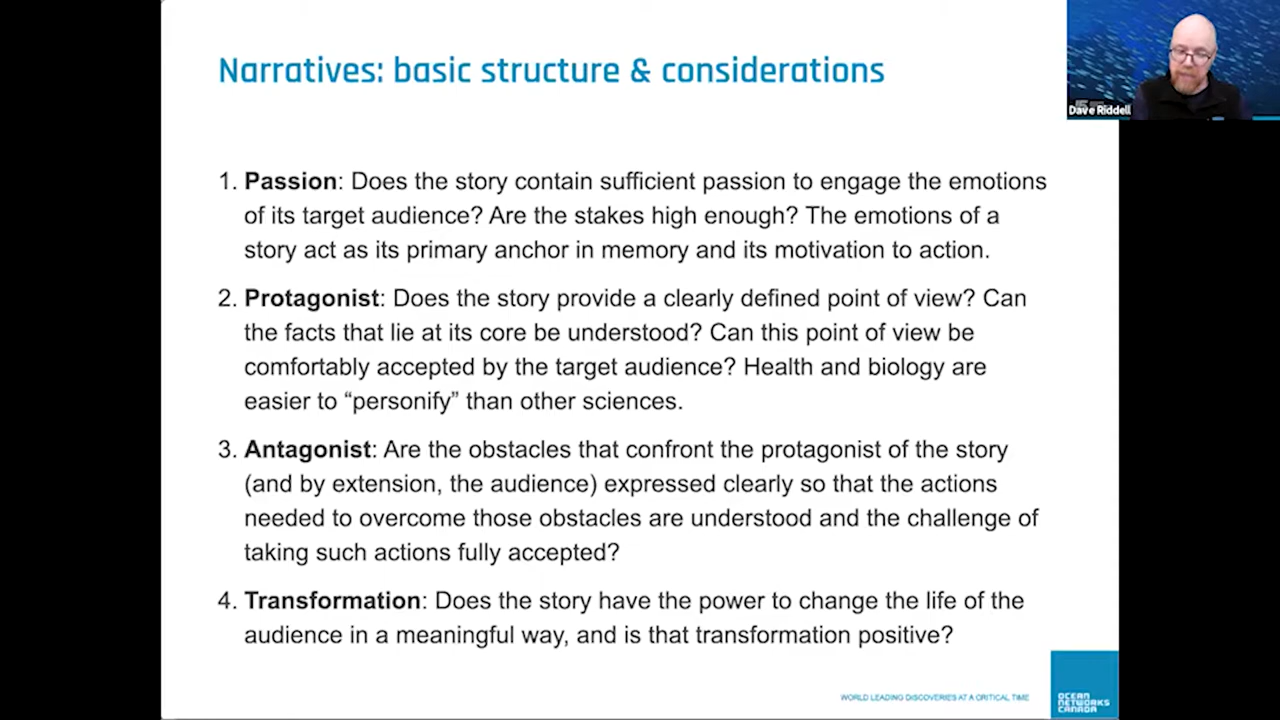 Narratives: basic structure & considerations
Dave Riddell
1. Passion: Does the story contain sufficient passion to engage the emotions
of its target audience? Are the stakes high enough? The emotions of a
story act as its primary anchor in memory and its motivation to action.
2. Protagonist: Does the story provide a clearly defined point of view? Can
the facts that lie at its core be understood? Can this point of view be
comfortably accepted by the target audience? Health and biology are
easier to “personify” than other sciences.
3. Antagonist: Are the obstacles that confront the protagonist of the story
(and by extension, the audience) expressed clearly so that the actions
needed to overcome those obstacles are understood and the challenge of
taking such actions fully accepted?
4. Transformation: Does the story have the power to change the life of the
audience in a meaningful way, and is that transformation positive?
WORLD LEADING DISCOVERIES AT A CRITICAL TIME
OCEAN
NETWORKS
CANADA